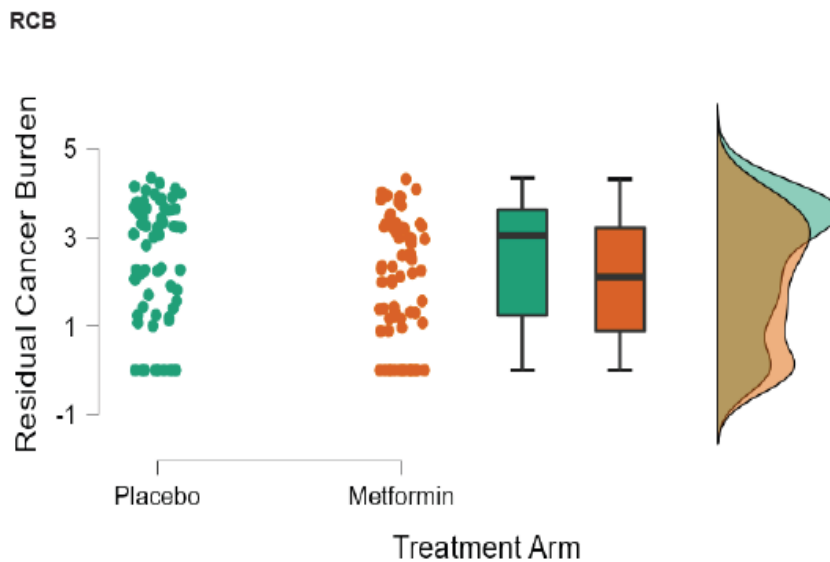 RCB
Residual Cancer Burden
5
3
1
-1
Placebo
Metformin
Treatment Arm